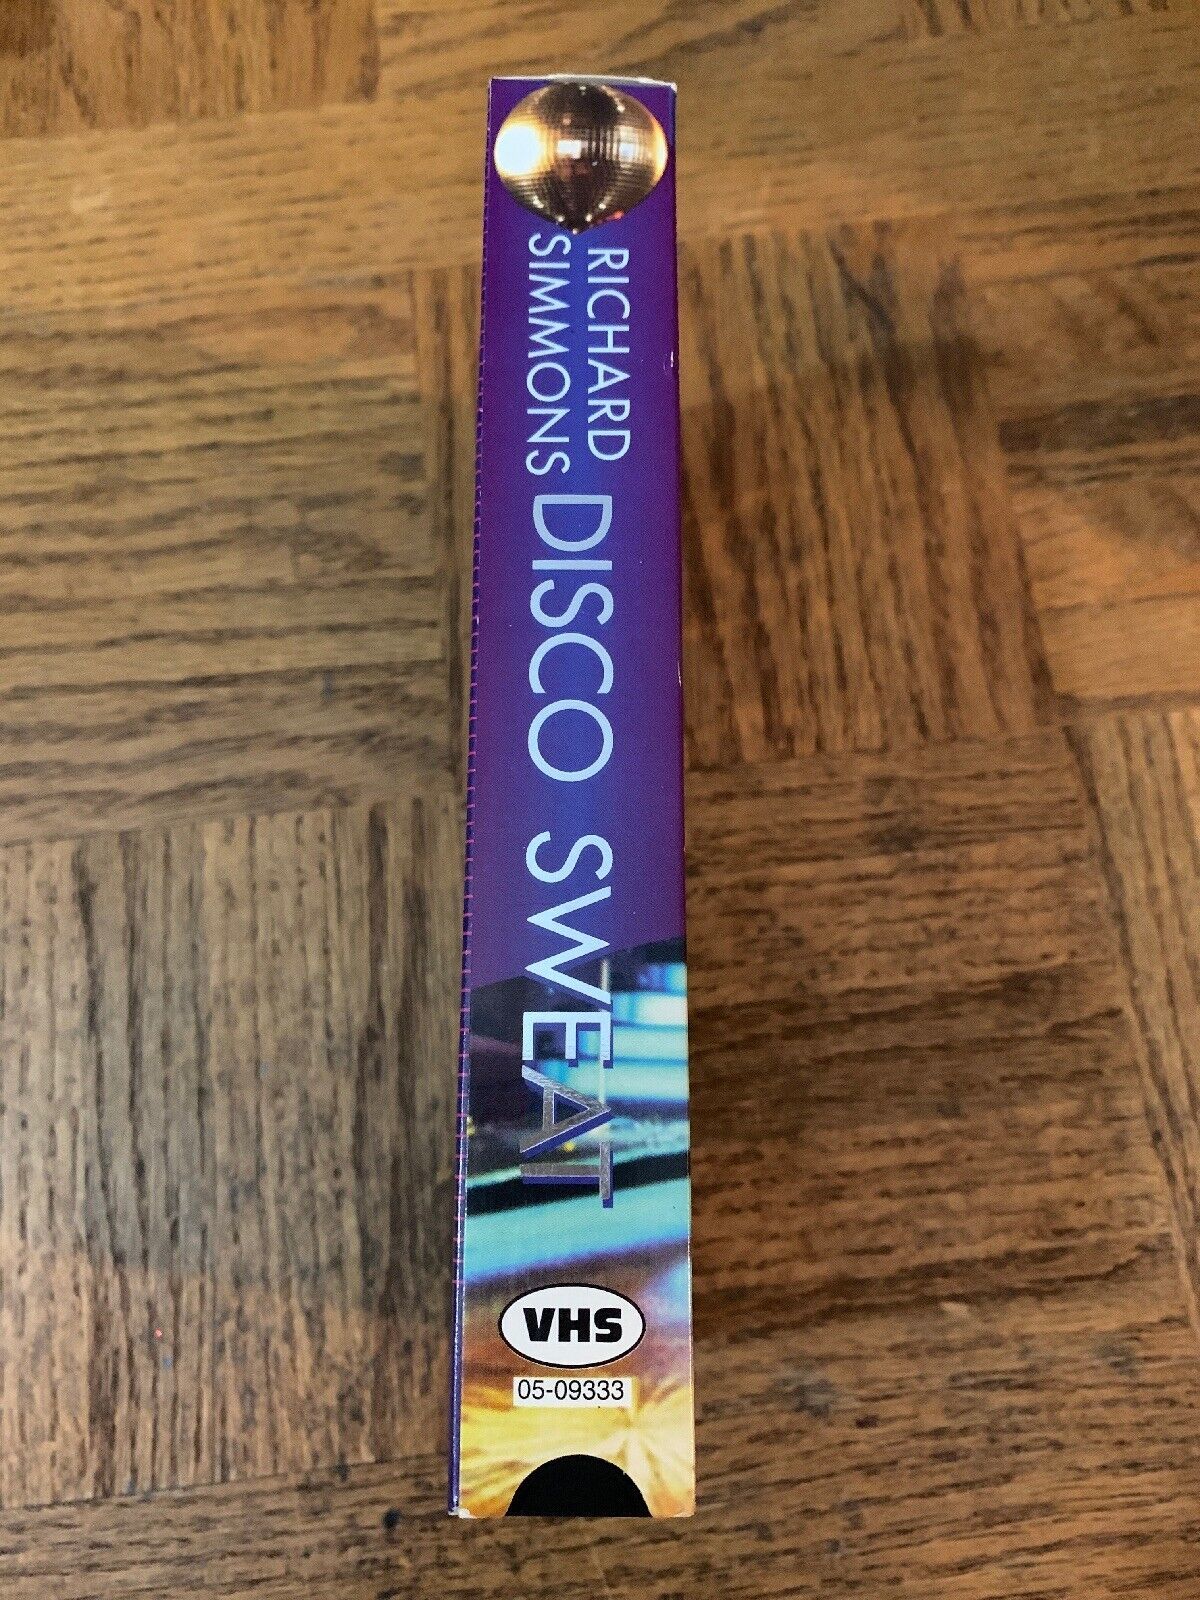 RICHARD
SIMMONS
DISCO SWEAT
VHS
05-09333